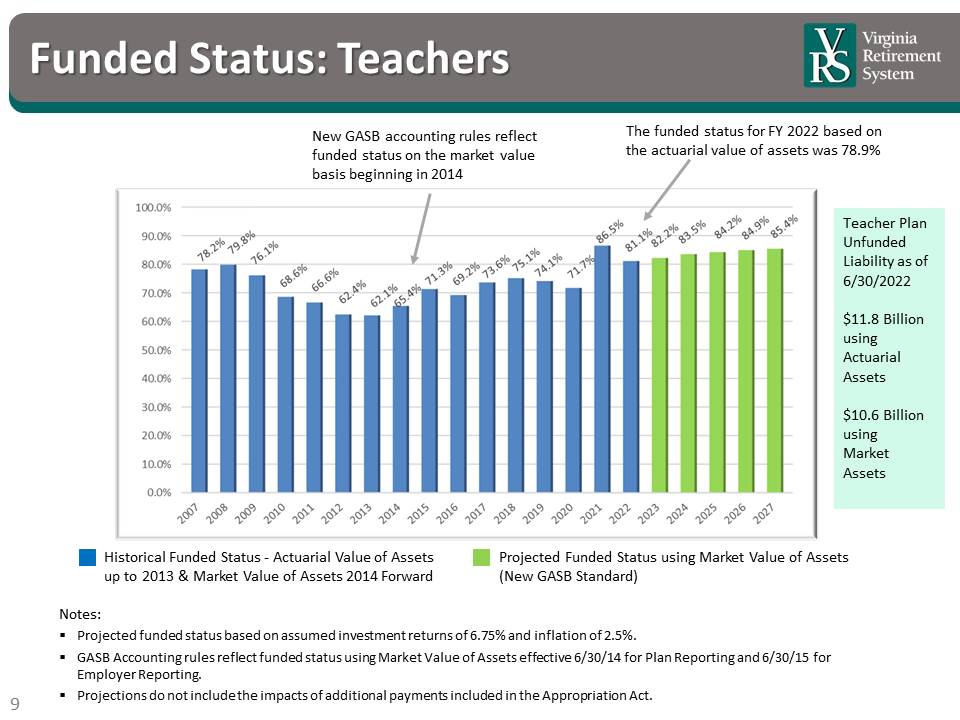 Funded Status: Teachers
VRS
Virginia
Retirement
System
New GASB accounting rules reflect
funded status on the market value
basis beginning in 2014
The funded status for FY 2022 based on
the actuarial value of assets was 78.9%
100.0%
90.0%
80.0%
70.0%
60.0%
50.0%
40.0%
30.0%
20.0%
10.0%
0.0%
78.2%
79.8%
76.1%
68.6%
66.6%
62.4%
62.1%
65.4%
71.3%
69.2%
73.6%
75.1%
74.1%
71.7%
86.5%
81.1%
82.2%
83.5%
84.2%
84.9%
85.4%
2007
2008
2009
2010
2011
2012
2013
2014
2015
2016
2017
2018
2019
2020
2021
2022
2023
2024
2025
2026
2027
Teacher Plan
Unfunded
Liability as of
6/30/2022
$11.8 Billion
using
Actuarial
Assets
$10.6 Billion
using
Market
Assets
Historical Funded Status - Actuarial Value of Assets
up to 2013 & Market Value of Assets 2014 Forward
Projected Funded Status using Market Value of Assets
(New GASB Standard)
Notes:
▪ Projected funded status based on assumed investment returns of 6.75% and inflation of 2.5%.
▪ GASB Accounting rules reflect funded status using Market Value of Assets effective 6/30/14 for Plan Reporting and 6/30/15 for
Employer Reporting.
▪ Projections do not include the impacts of additional payments included in the Appropriation Act.
9